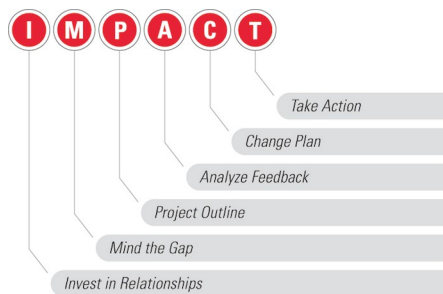 I M P A C T
Take Action
Change Plan
Analyze Feedback
Project Outline
Mind the Gap
Invest in Relationships